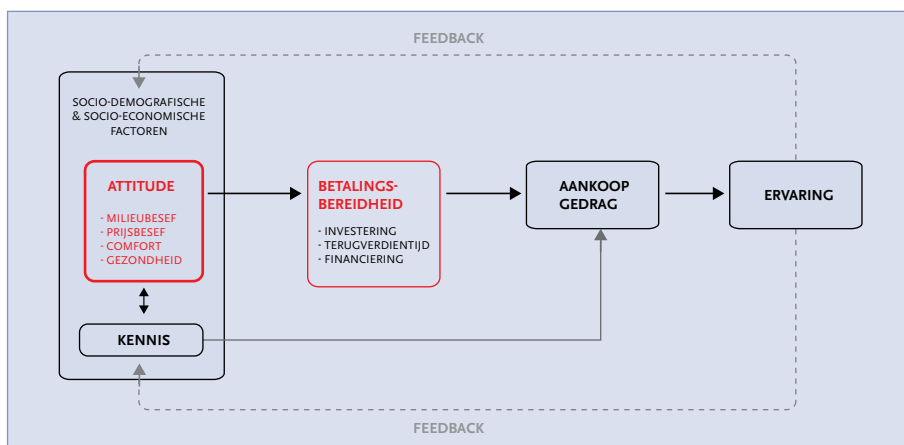 FEEDBACK
SOCIO-DEMOGRAFISCHE
& SOCIO-ECONOMISCHE
FACTOREN
ATTITUDE
- MILIEUBESEF
- PRIJSBESEF
- COMFORT
- GEZONDHEID
KENNIS
BETALINGS-
BEREIDHEID
- INVESTERING
- TERUGVERDIENTIJD
- FINANCIERING
AANKOOP
GEDRAG
ERVARING
FEEDBACK